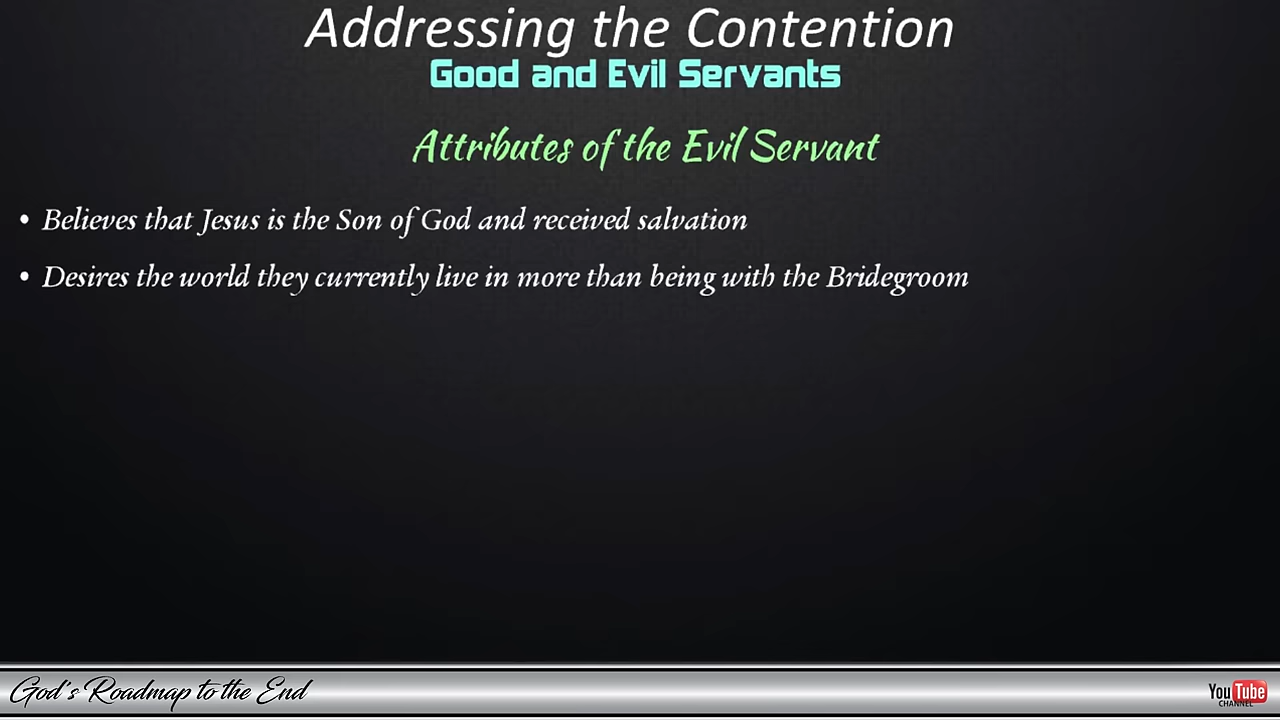 Addressing the Contention
Good and Evil Servants
Attributes of the Evil Servant
• Believes that Jesus is the Son of God and received salvation
• Desires the world they currently live in more than being with the Bridegroom
God's Roadmap to the End
YouTube
CHANNEL